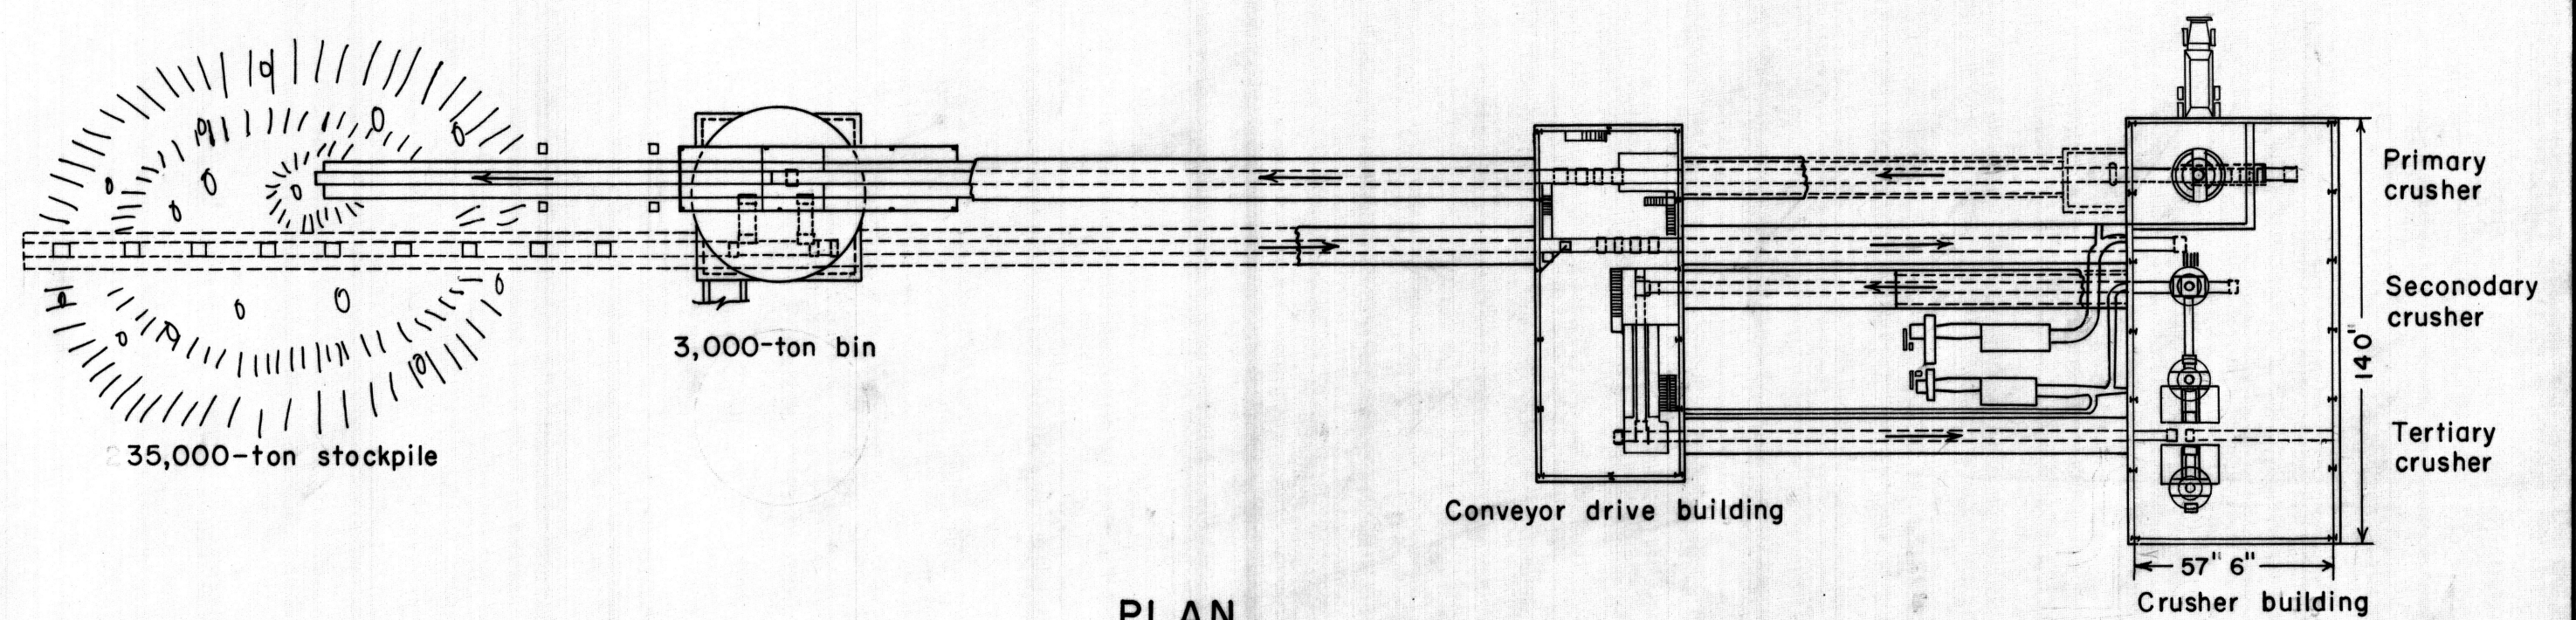 Primary
crusher
Seconodary
crusher
140"
3,000-ton bin
Tertiary
crusher
35,000-ton stockpile
Conveyor drive building
57" 6"
Crusher building
PLAN